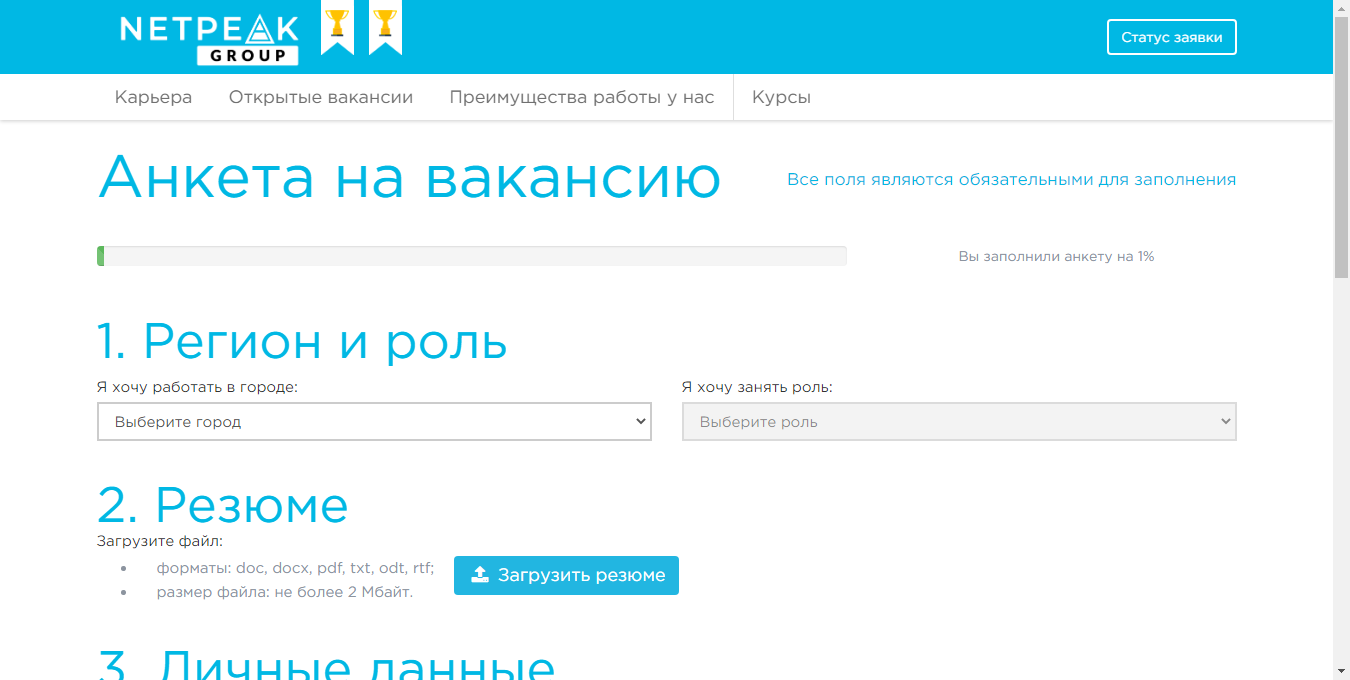 NETPEAK
GROUP
Статус заявки
Карьера
Открытые вакансии
Преимущества работы у нас
Курсы
Анкета на вакансию
Все поля являются обязательными для заполнения
Вы заполнили анкету на 1%
1. Регион и роль
Я хочу работать в городе:
Я хочу занять роль:
Выберите город
Выберите роль
2. Резюме
Загрузите файл:
форматы: doc, docx, pdf, txt, odt, rtf;
размер файла: не более 2 Мбайт.
Загрузить резюме
3. Личные данные